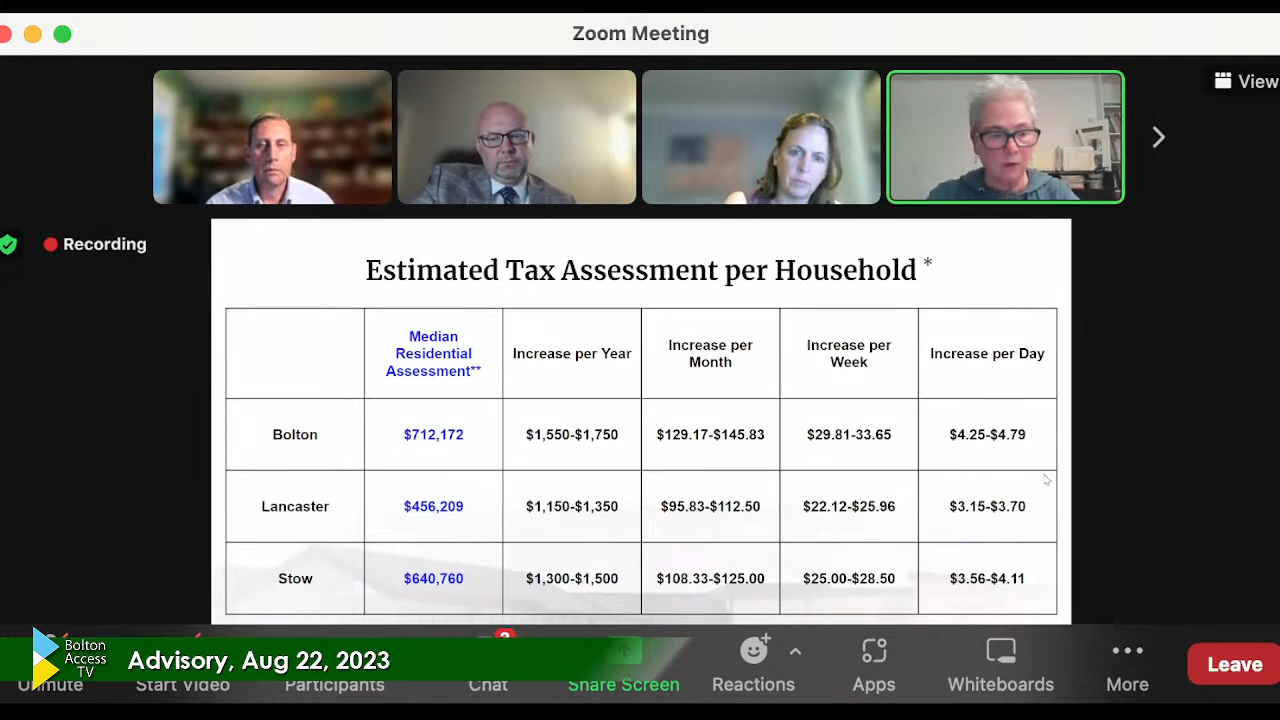 Zoom Meeting
View
Recording
Estimated Tax Assessment per Household *
Median
Residential
Assessment**
Increase per Year
Increase per
Month
Increase per
Week
Increase per Day
Bolton
$712,172
$1,550-$1,750
$129.17-$145.83
$29.81-33.65
$4.25-$4.79
Lancaster
$456,209
$1,150-$1,350
$95.83-$112.50
$22.12-$25.96
$3.15-$3.70
Stow
$640,760
$1,300-$1,500
$108.33-$125.00
$25.00-$28.50
$3.56-$4.11
Bolton
Access
TV
Advisory, Aug 22, 2023
Unmute
Start Video
Participants
Chat
Share Screen
Reactions
Apps
Whiteboards
More
Leave